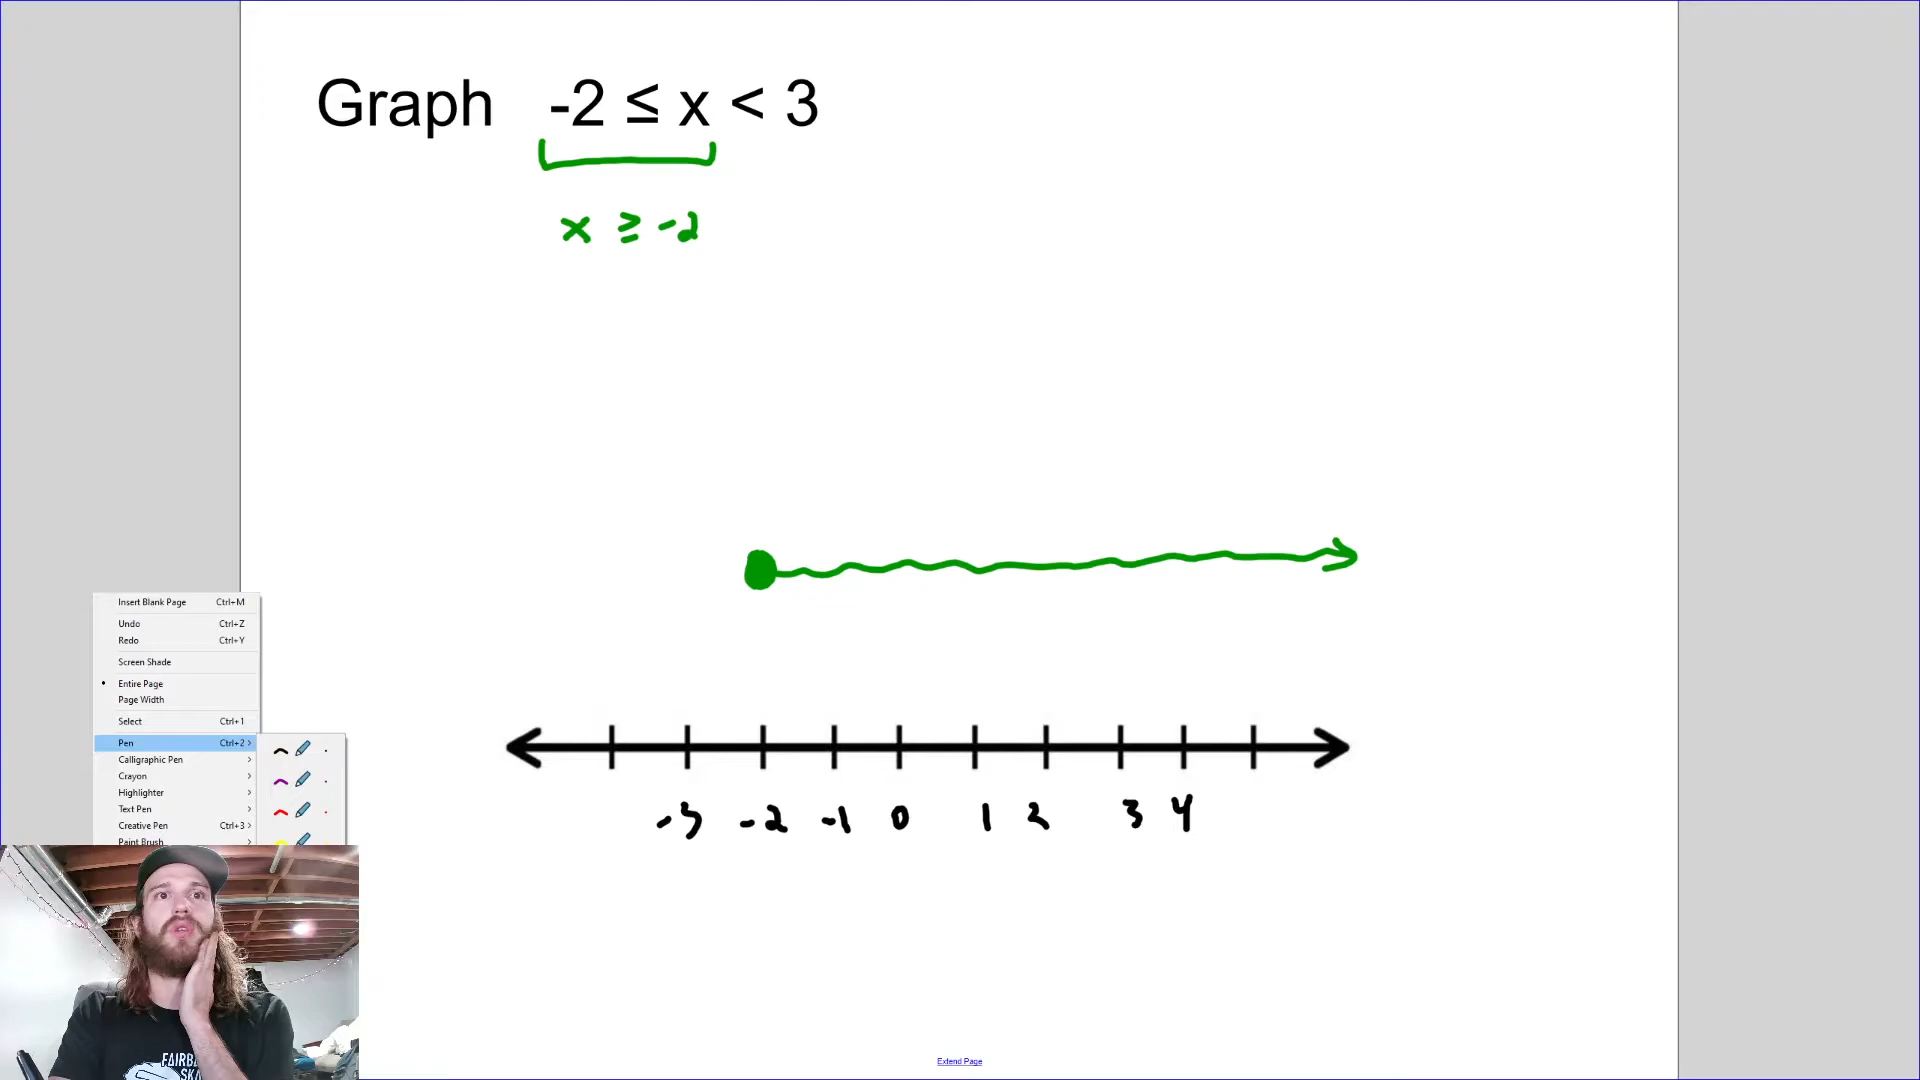 Graph -2 ≤ x < 3
x ≥ -2
Insert Blank Page Ctrl+M
Undo Ctrl+Z
Redo Ctrl+Y
Screen Shade
Entire Page
Page Width
Select Ctrl+1
Pen Ctrl+2
Calligraphic Pen
Crayon
Highlighter
Text Pen
Creative Pen Ctrl+3
Paint Brush
-3 -2 -1 0 1 2 3 4
Extend Page